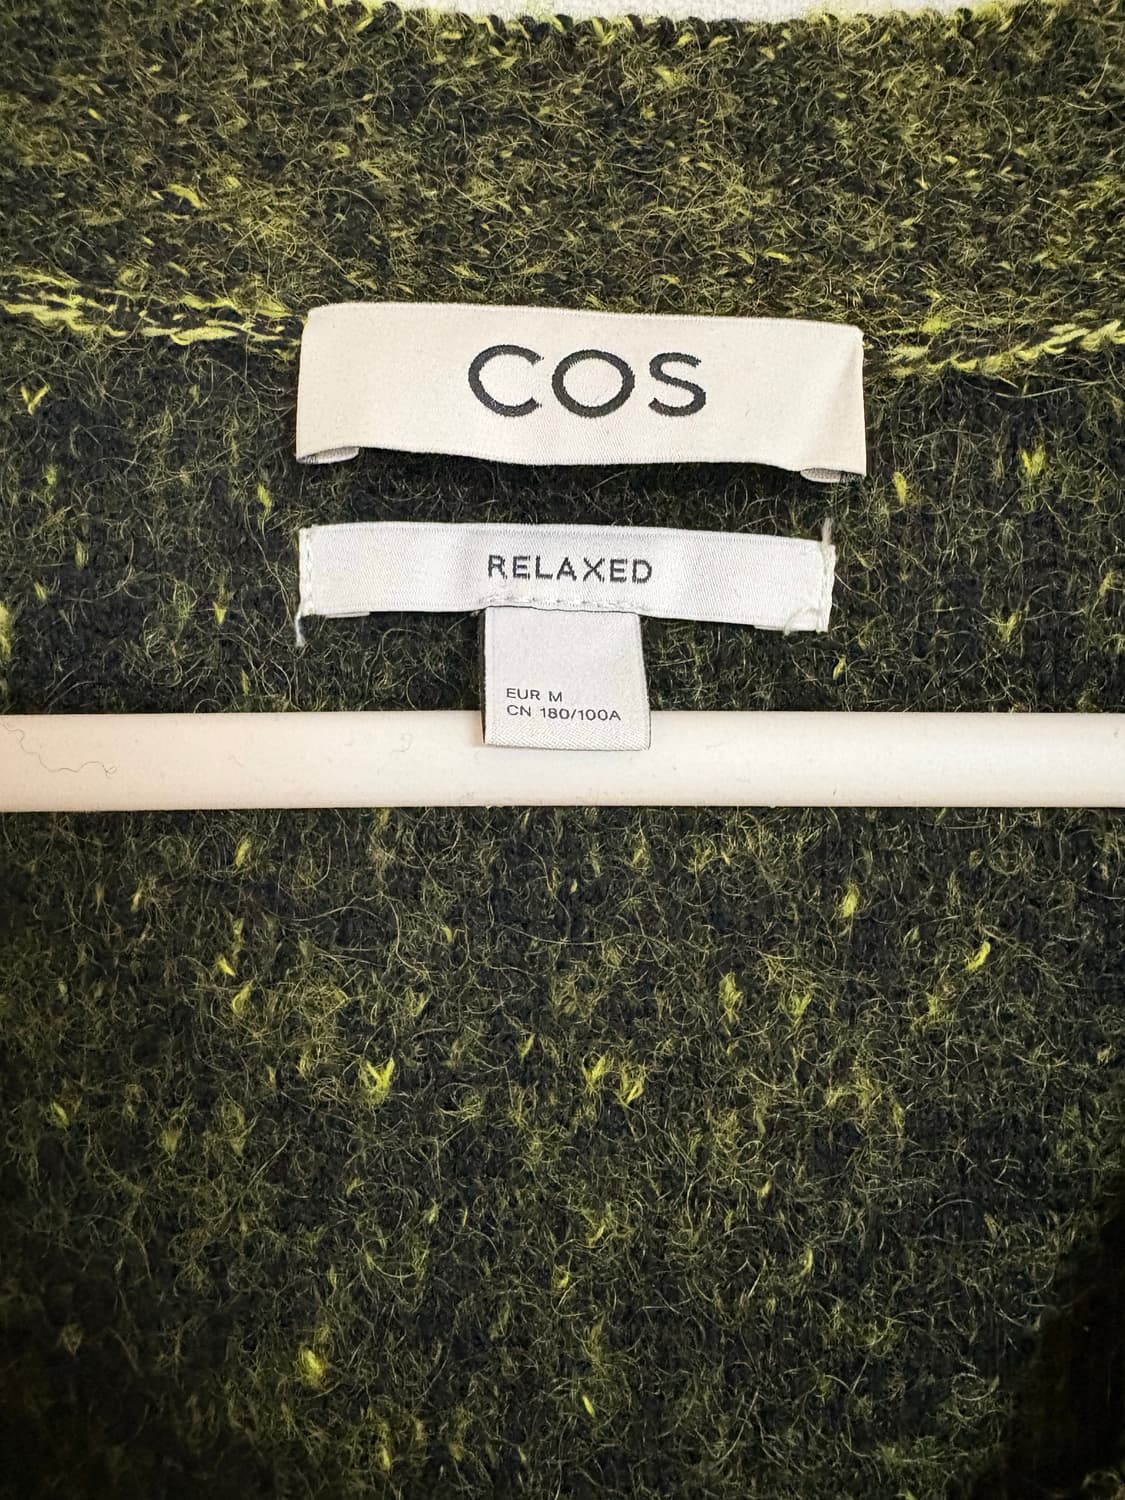 COS
RELAXED
EUR M
CN 180/100A